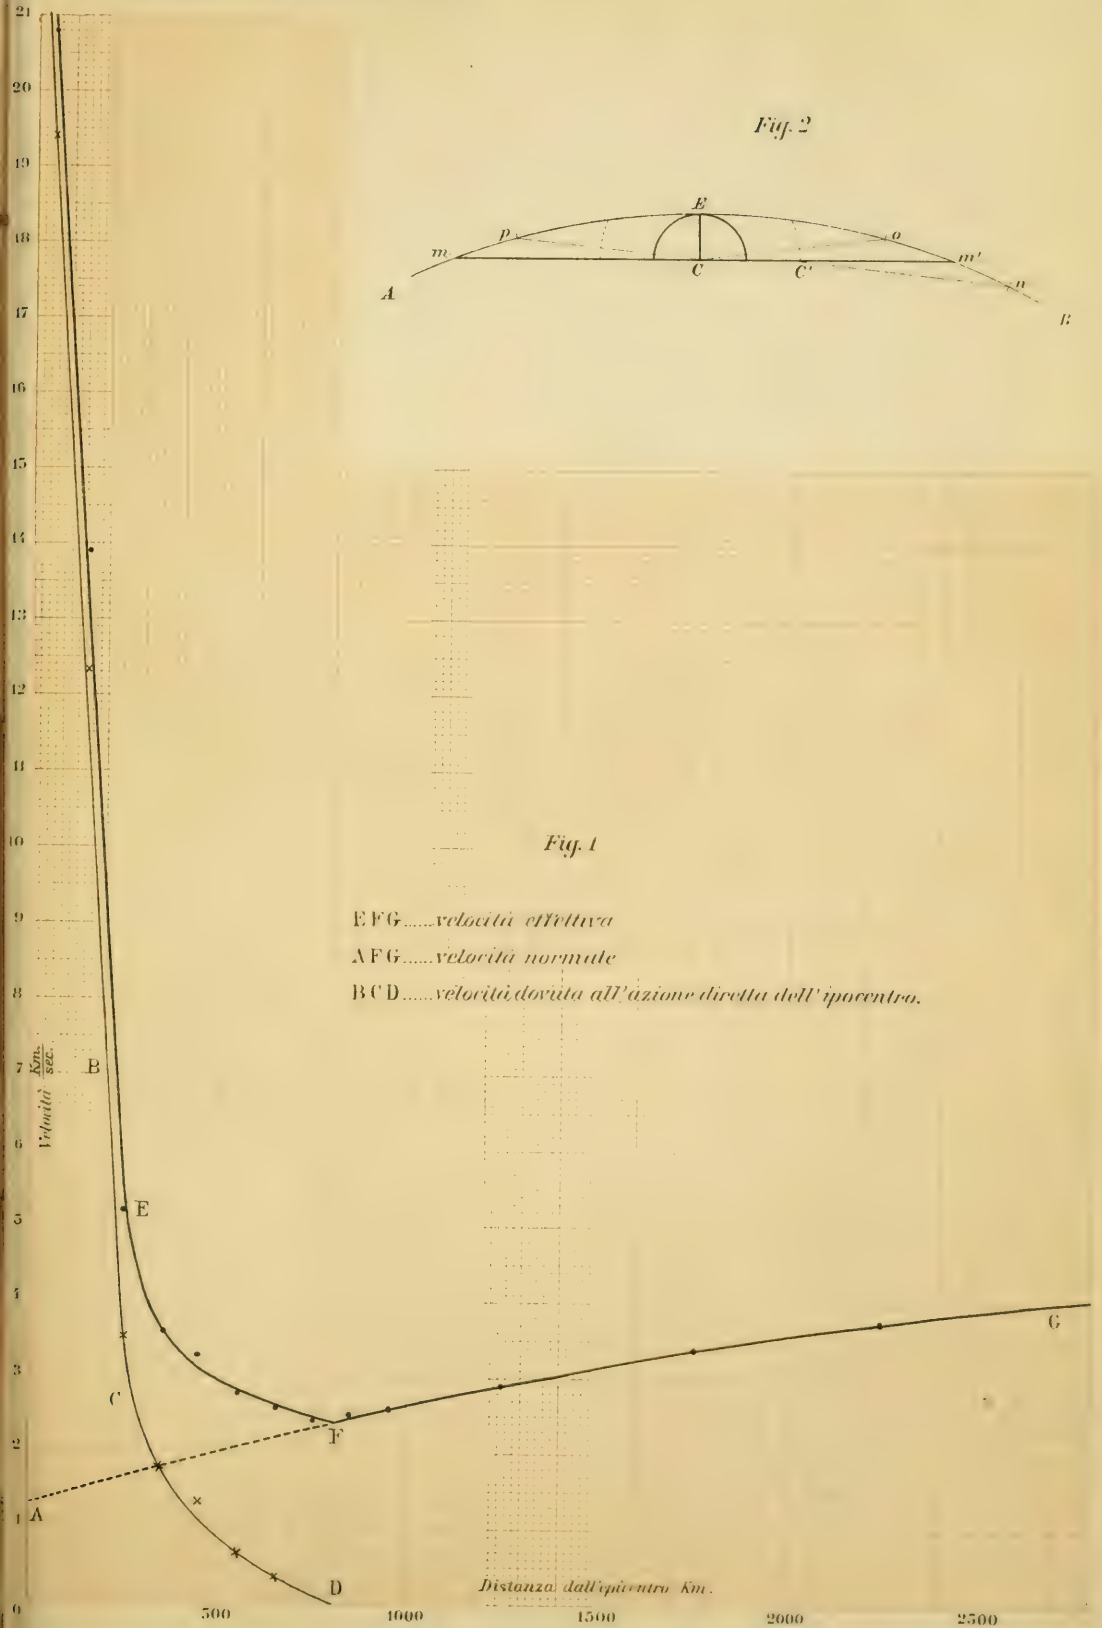 21
20
19
18
17
16
15
14
13
12
11
10
9
8
7
6
5
4
3
2
1
0
Velocità Km. sec.
Fig. 2
E
p
o
m
C
C'
m'
n
A
B
Fig. 1
EFG......velocità effettiva
AFG......velocità normale
BCD......velocità dovuta all'azione diretta dell'ipocentro.
B
E
C
G
F
A
D
Distanza dall'epicentro Km.
500
1000
1500
2000
2500